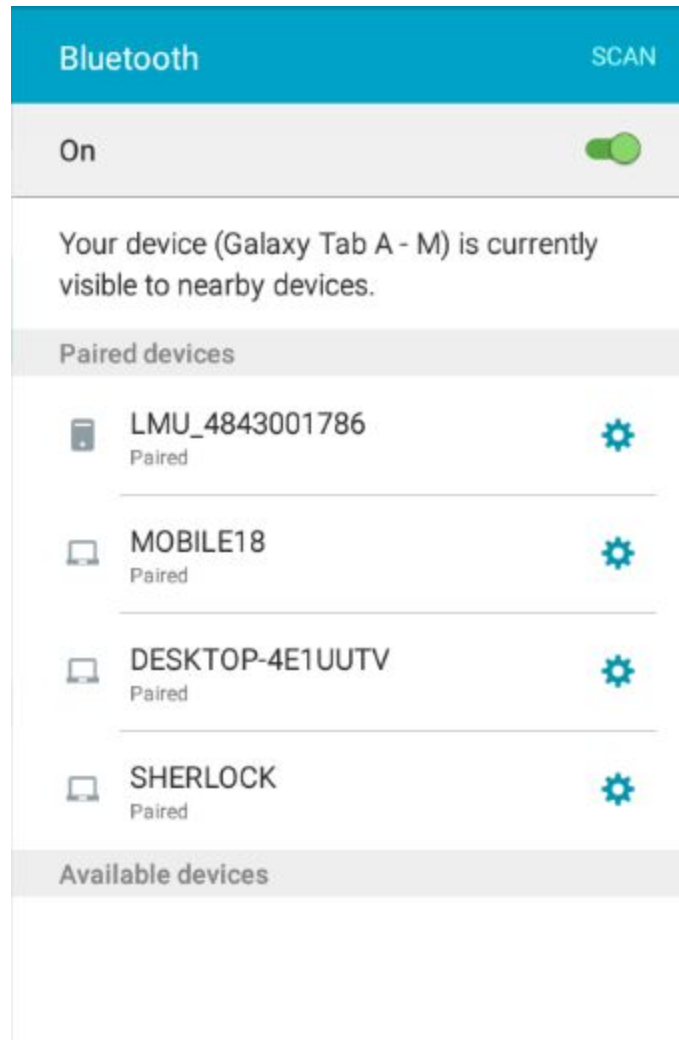 Bluetooth
SCAN
On
Your device (Galaxy Tab A - M) is currently
visible to nearby devices.
Paired devices
LMU_4843001786
Paired
MOBILE18
Paired
DESKTOP-4E1UUTV
Paired
SHERLOCK
Paired
Available devices